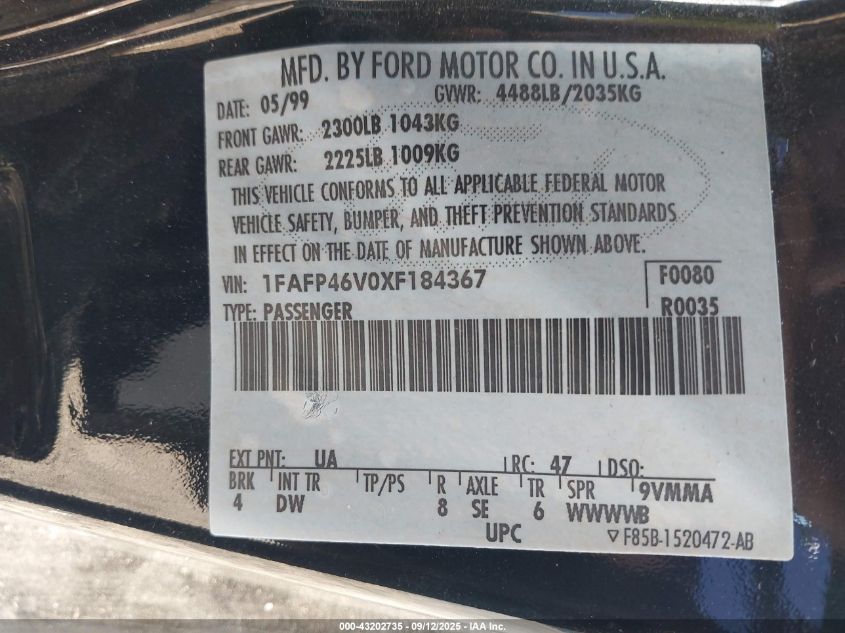 MFD. BY FORD MOTOR CO. IN U.S.A.
DATE: 05/99 GVWR: 4488LB/2035KG
FRONT GAWR: 2300LB 1043KG
REAR GAWR: 2225LB 1009KG
THIS VEHICLE CONFORMS TO ALL APPLICABLE FEDERAL MOTOR
VEHICLE SAFETY, BUMPER, AND THEFT PREVENTION STANDARDS
IN EFFECT ON THE DATE OF MANUFACTURE SHOWN ABOVE.
VIN: 1FAFP46V0XF184367 F0080
TYPE: PASSENGER R0035
EXT PNT: UA RC: 47 DSO:
BRK INT TR TP/PS R AXLE TR SPR 9VMMA
4 DW 8 SE 6 WWWWB
UPC ▽F85B-1520472-AB
000-43202735 - 09/12/2025 - IAA Inc.